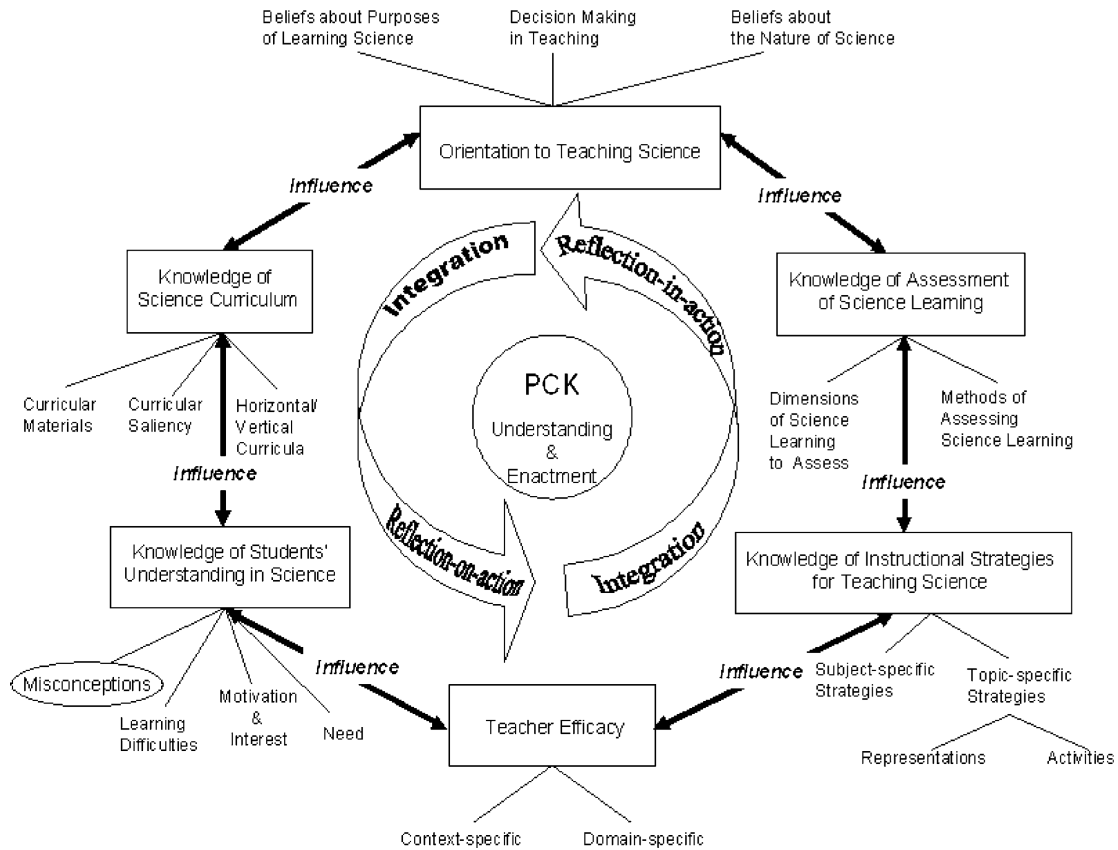 Beliefs about Purposes
of Learning Science
Decision Making
in Teaching
Beliefs about
the Nature of Science
Orientation to Teaching Science
Influence
Influence
Knowledge of
Science Curriculum
Integration
Reflection-in-action
Knowledge of Assessment
of Science Learning
Curricular
Materials
Curricular
Saliency
Horizontal/
Vertical
Curricula
PCK
Understanding
&
Enactment
Dimensions
of Science
Learning
to Assess
Methods of
Assessing
Science Learning
Influence
Influence
Knowledge of Students'
Understanding in Science
Reflection-on-action
Integration
Knowledge of Instructional Strategies
for Teaching Science
Misconceptions
Learning
Difficulties
Motivation
&
Interest
Need
Influence
Influence
Teacher Efficacy
Subject-specific
Strategies
Topic-specific
Strategies
Representations
Activities
Context-specific
Domain-specific